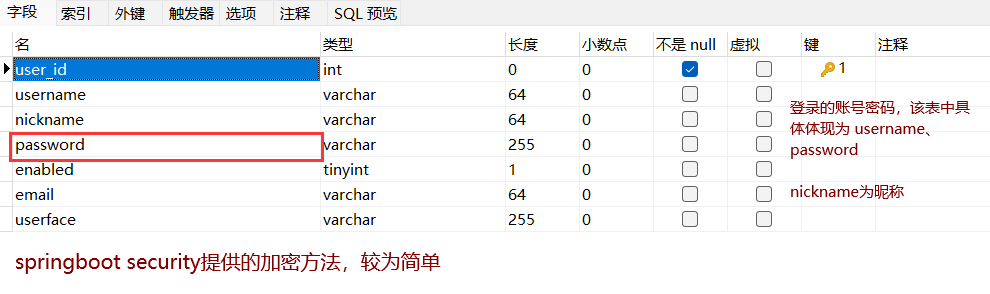 字段 索引 外键 触发器 选项 注释 SQL 预览
名 类型 长度 小数点 不是 null 虚拟 键 注释
user_id int 0 0 1
username varchar 64 0
nickname varchar 64 0
password varchar 255 0
enabled tinyint 1 0
email varchar 64 0
userface varchar 255 0
登录的账号密码，该表中具
体体现为 username、
password
nickname为昵称
springboot security提供的加密方法，较为简单